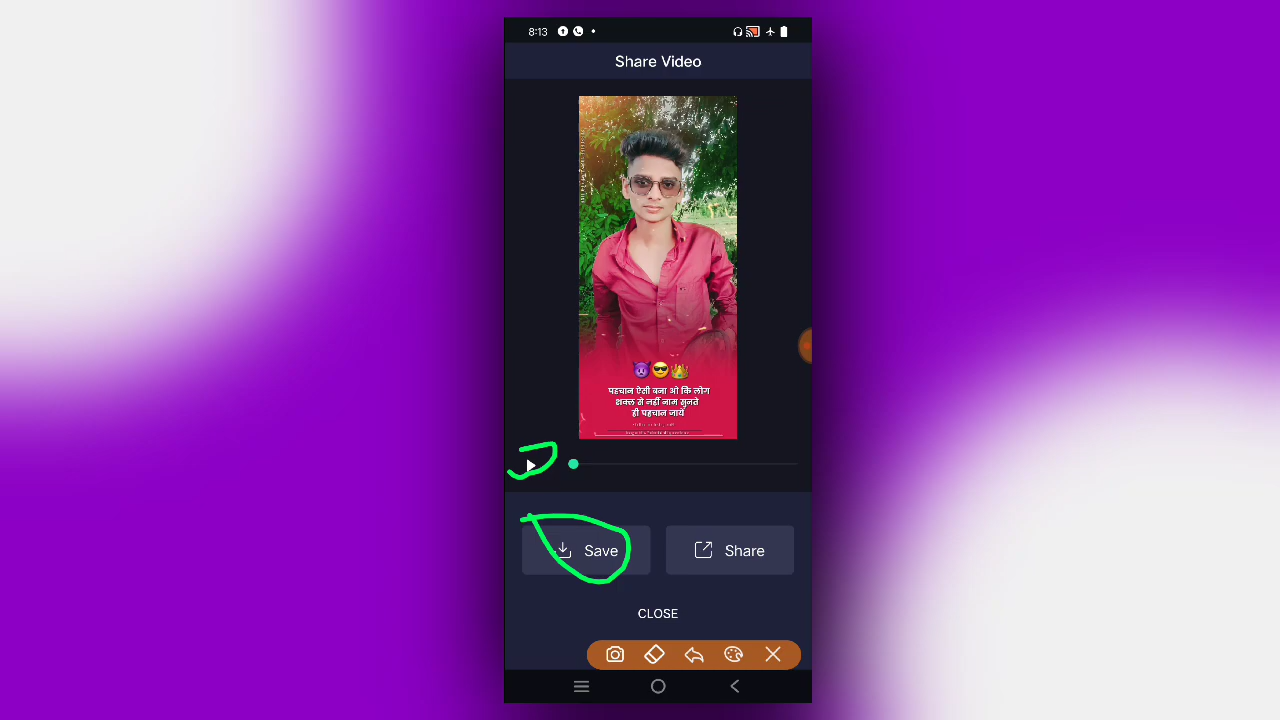 8:13
Share Video
पहचान ऐसी बना ओ कि लोग
शक्ल से नहीं नाम सुनते
ही पहचान जाये
Save
Share
CLOSE